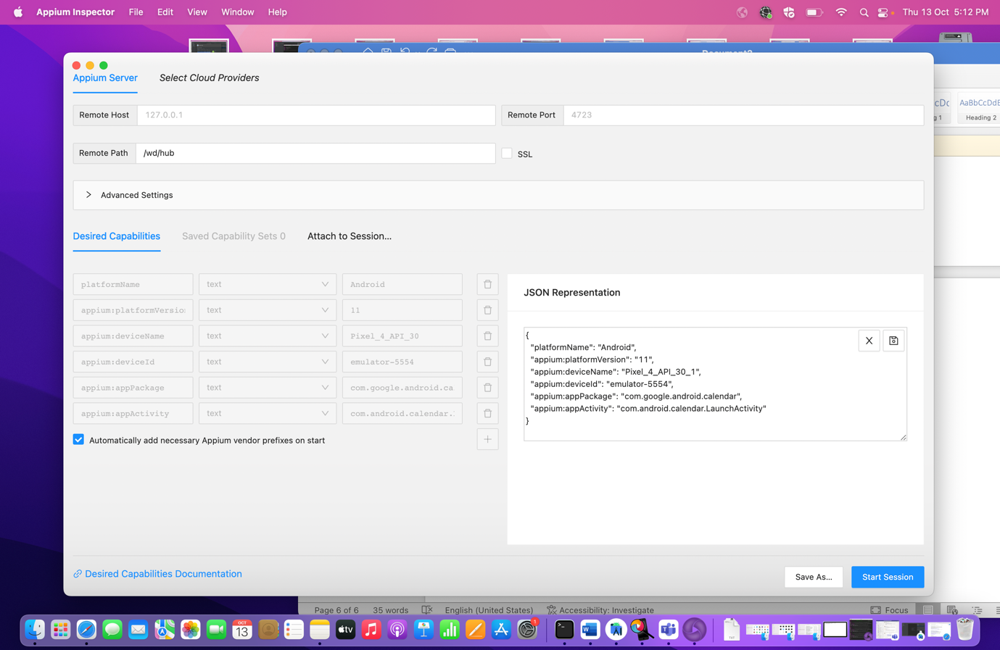 Appium Inspector File Edit View Window Help Thu 13 Oct 5:12 PM
Appium Server Select Cloud Providers
Remote Host 127.0.0.1 Remote Port 4723
Remote Path /wd/hub SSL
Advanced Settings
Desired Capabilities Saved Capability Sets 0 Attach to Session...
platformName text Android
appium:platformVersion text 11
appium:deviceName text Pixel_4_API_30
appium:deviceId text emulator-5554
appium:appPackage text com.google.android.ca
appium:appActivity text com.android.calendar.
Automatically add necessary Appium vendor prefixes on start
JSON Representation
{
"platformName": "Android",
"appium:platformVersion": "11",
"appium:deviceName": "Pixel_4_API_30_1",
"appium:deviceId": "emulator-5554",
"appium:appPackage": "com.google.android.calendar",
"appium:appActivity": "com.android.calendar.LaunchActivity"
}
Desired Capabilities Documentation
Save As... Start Session
AaBbCcDdE
g 1 Heading 2
Page 6 of 6 35 words English (United States) Accessibility: Investigate Focus
OCT
13
tv
1
TXT